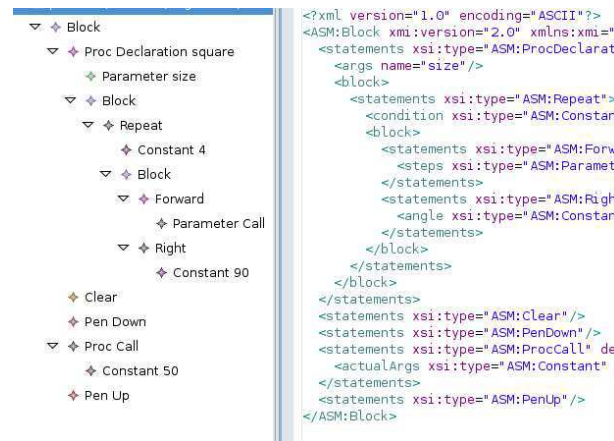 Block
Proc Declaration square
Parameter size
Block
Repeat
Constant 4
Block
Forward
Parameter Call
Right
Constant 90
Clear
Pen Down
Proc Call
Constant 50
Pen Up
<?xml version="1.0" encoding="ASCII"?>
<ASM:Block xmi:version="2.0" xmlns:xmi="
<statements xsi:type="ASM:ProcDeclarat
<args name="size"/>
<block>
<statements xsi:type="ASM:Repeat">
<condition xsi:type="ASM:Constan
<block>
<statements xsi:type="ASM:Forw
<steps xsi:type="ASM:Paramet
</statements>
<statements xsi:type="ASM:Righ
<angle xsi:type="ASM:Constan
</statements>
</block>
</statements>
</block>
</statements>
<statements xsi:type="ASM:Clear"/>
<statements xsi:type="ASM:PenDown"/>
<statements xsi:type="ASM:ProcCall" de
<actualArgs xsi:type="ASM:Constant"
</statements>
<statements xsi:type="ASM:PenUp"/>
</ASM:Block>